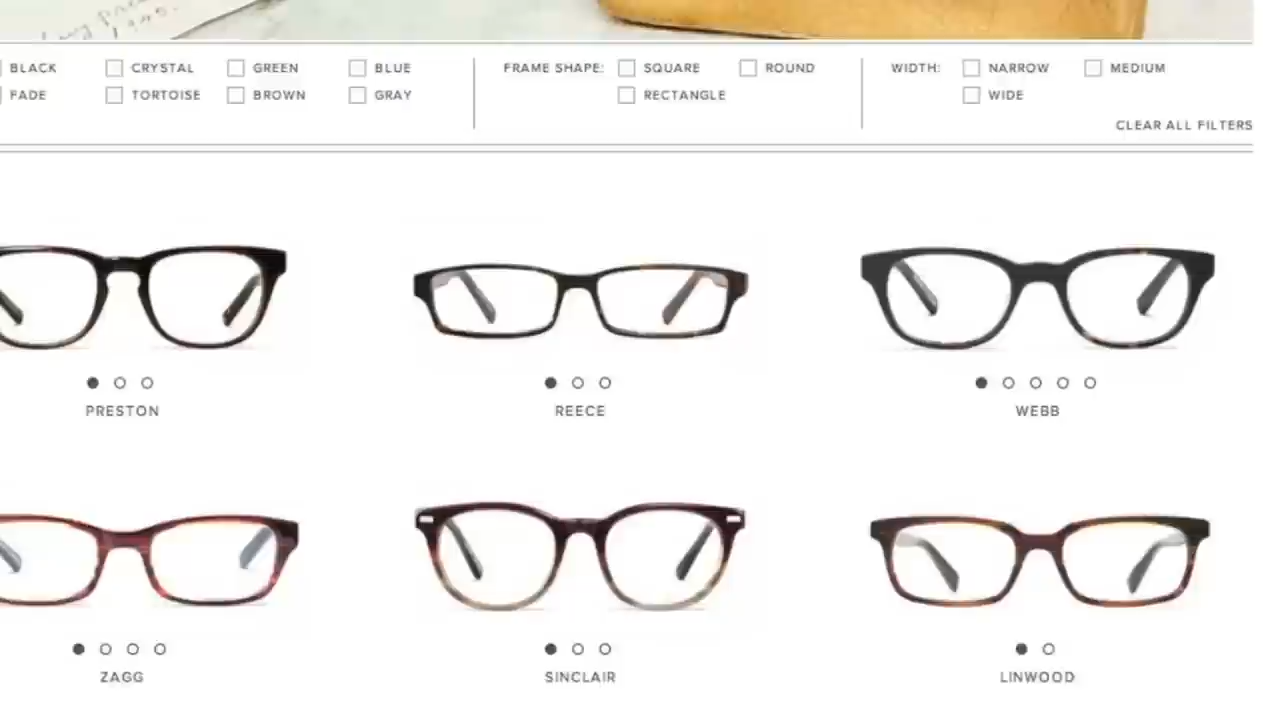 1940.
BLACK CRYSTAL GREEN BLUE FRAME SHAPE: SQUARE ROUND WIDTH: NARROW MEDIUM
FADE TORTOISE BROWN GRAY RECTANGLE WIDE
CLEAR ALL FILTERS
PRESTON REECE WEBB
ZAGG SINCLAIR LINWOOD